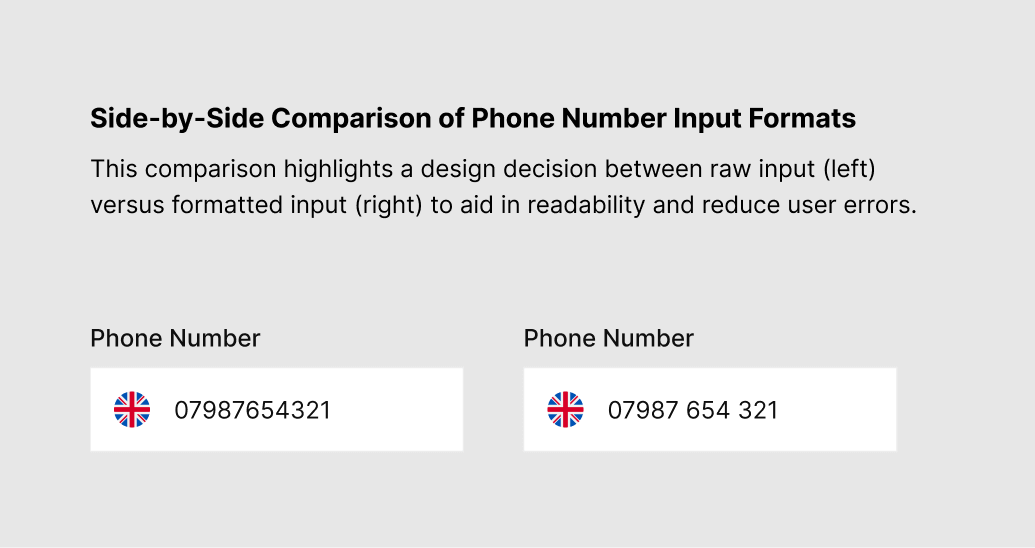 Side-by-Side Comparison of Phone Number Input Formats
This comparison highlights a design decision between raw input (left)
versus formatted input (right) to aid in readability and reduce user errors.
Phone Number
07987654321
Phone Number
07987 654 321